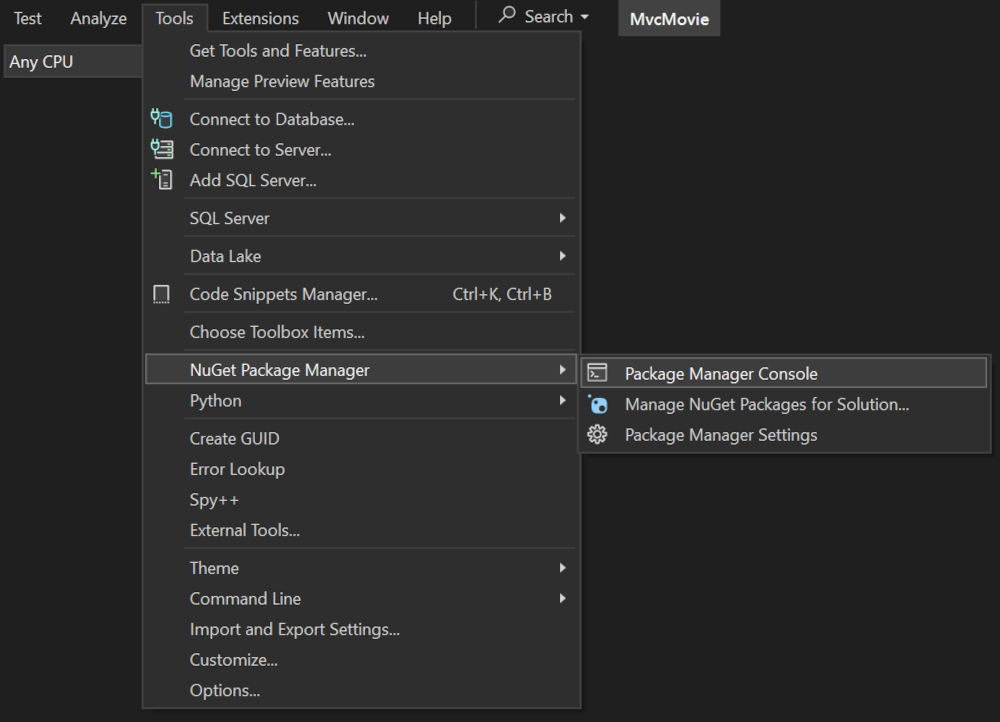 Test Analyze Tools Extensions Window Help Search MvcMovie
Any CPU
Get Tools and Features...
Manage Preview Features
Connect to Database...
Connect to Server...
Add SQL Server...
SQL Server
Data Lake
Code Snippets Manager... Ctrl+K, Ctrl+B
Choose Toolbox Items...
NuGet Package Manager
Package Manager Console
Manage NuGet Packages for Solution...
Package Manager Settings
Python
Create GUID
Error Lookup
Spy++
External Tools...
Theme
Command Line
Import and Export Settings...
Customize...
Options...